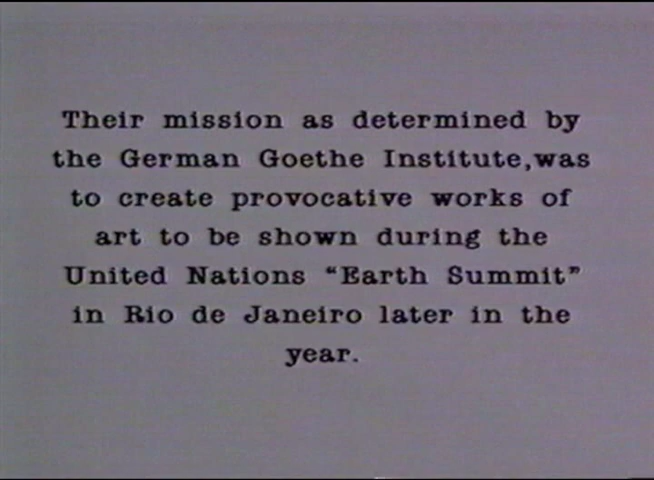 Their mission as determined by
the German Goethe Institute,was
to create provocative works of
art to be shown during the
United Nations “Earth Summit”
in Rio de Janeiro later in the
year.